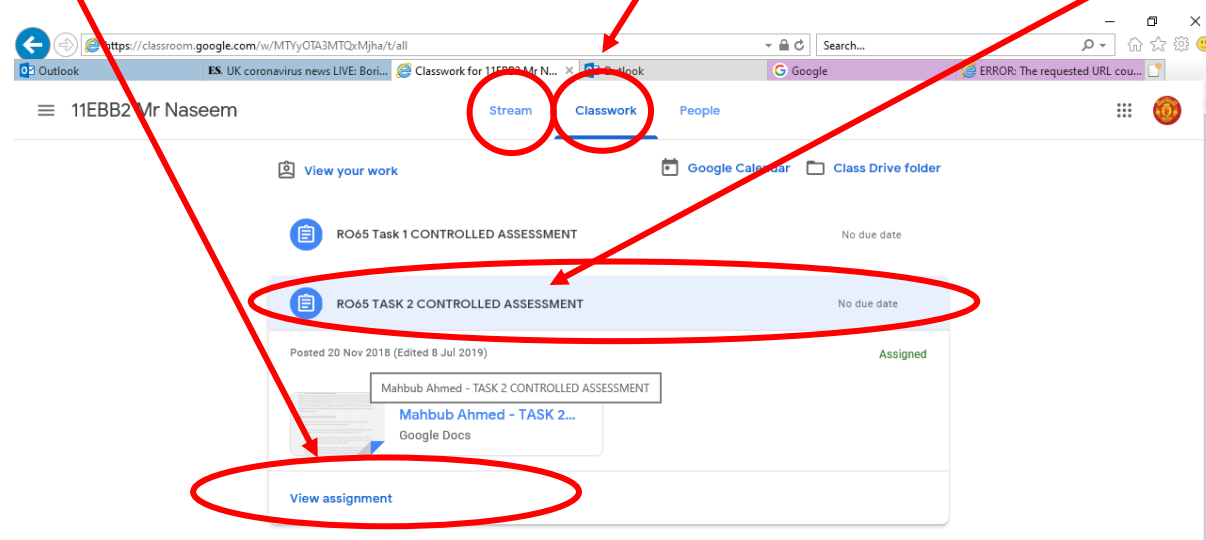 https://classroom.google.com/w/MTYyOTA3MTQxMjha/t/all
Search...
Outlook
ES. UK coronavirus news LIVE: Bori...
Classwork for 11EBB2 Mr N...
Outlook
Google
ERROR: The requested URL cou...
11EBB2 Mr Naseem
Stream
Classwork
People
View your work
Google Calendar
Class Drive folder
RO65 Task 1 CONTROLLED ASSESSMENT
No due date
RO65 TASK 2 CONTROLLED ASSESSMENT
No due date
Posted 20 Nov 2018 (Edited 8 Jul 2019)
Assigned
Mahbub Ahmed - TASK 2 CONTROLLED ASSESSMENT
Mahbub Ahmed - TASK 2...
Google Docs
View assignment